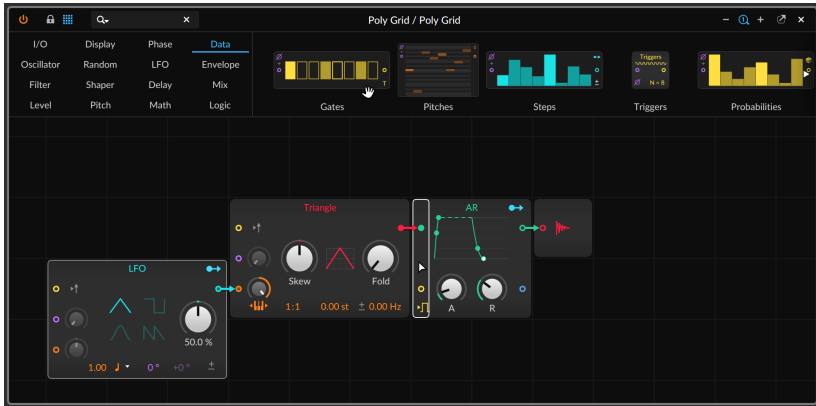 Poly Grid / Poly Grid
I/O Display Phase Data
Oscillator Random LFO Envelope
Filter Shaper Delay Mix
Level Pitch Math Logic
T
Triggers
N = 8
Gates Pitches Steps Triggers Probabilities
Triangle
Skew Fold
1:1 0.00 st ± 0.00 Hz
AR
A R
LFO
50.0 %
1.00 0 ° +0 ° ±